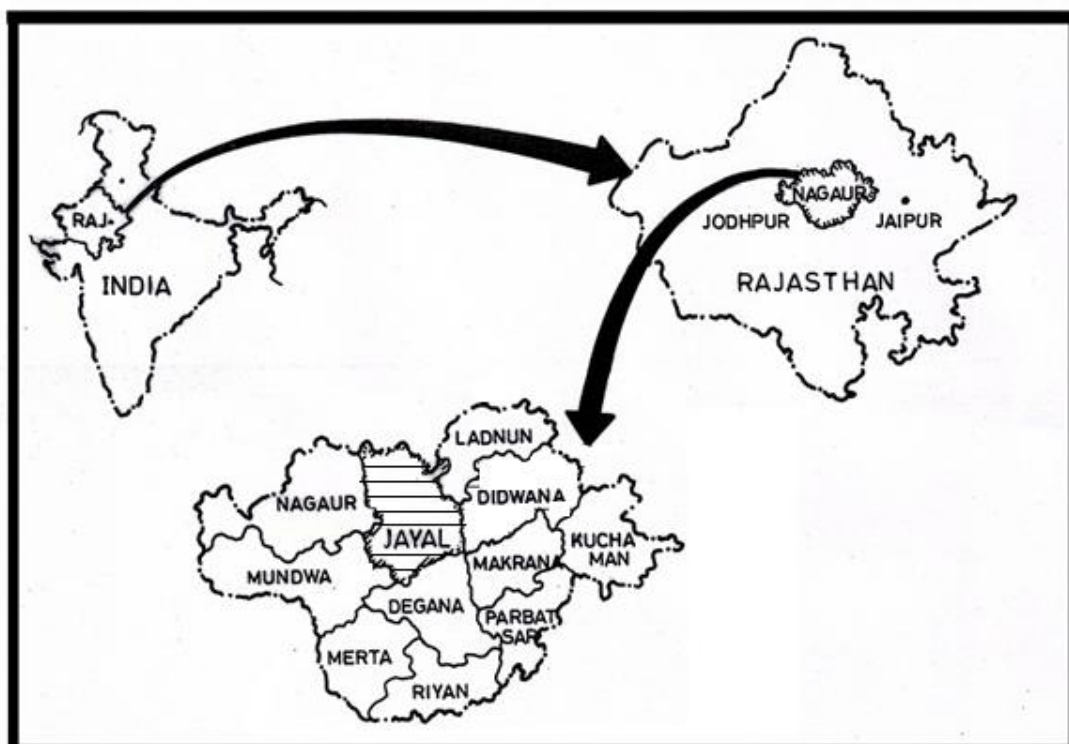 RAJ.
INDIA
NAGAUR
JODHPUR
JAIPUR
RAJASTHAN
LADNUN
NAGAUR
DIDWANA
JAYAL
KUCHA
MAN
MAKRANA
MUNDWA
DEGANA
PARBAT
SAR
MERTA
RIYAN